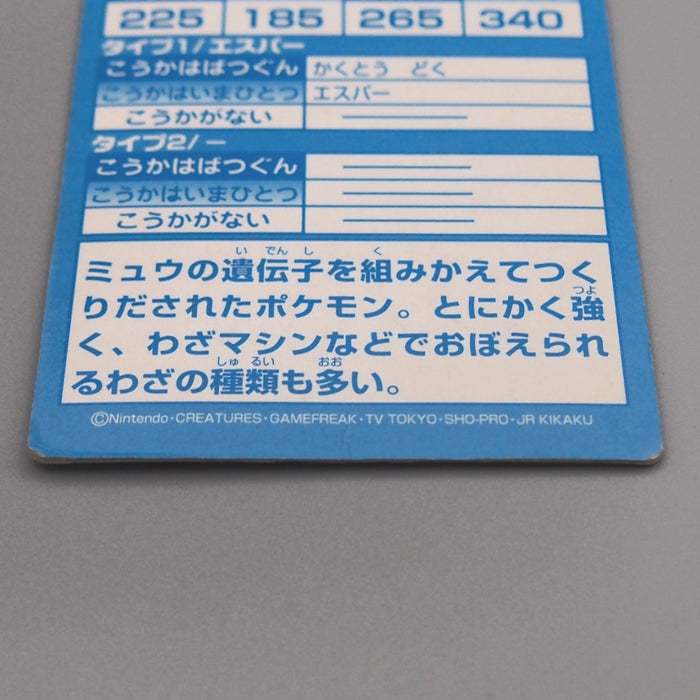 225 185 265 340
タイプ1/エスパー
こうかはばつぐん かくとう どく
こうかはいまひとつ エスパー
こうかがない ―
タイプ2/ー
こうかはばつぐん ―
こうかはいまひとつ ―
こうかがない ―
い でん し く
ミュウの遺伝子を組みかえてつく
りだされたポケモン。とにかく強
つよ
く、わざマシンなどでおぼえられ
しゅ るい おお
るわざの種類も多い。
©Nintendo・CREATURES・GAMEFREAK・TV TOKYO・SHO-PRO・JR KIKAKU